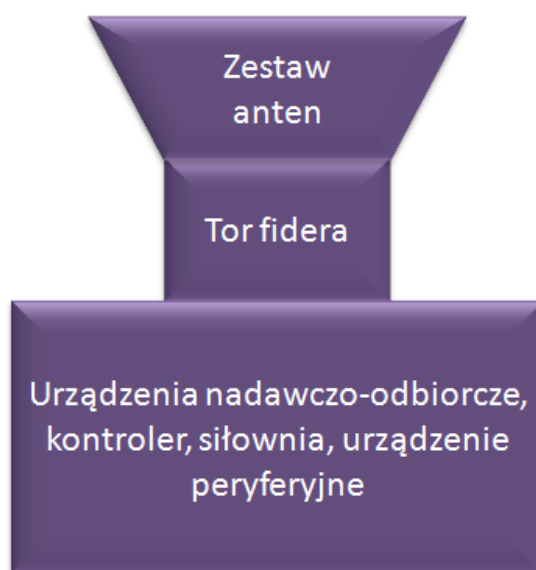 Zestaw
anten
Tor fidera
Urządzenia nadawczo-odbiorcze,
kontroler, siłownia, urządzenie
peryferyjne